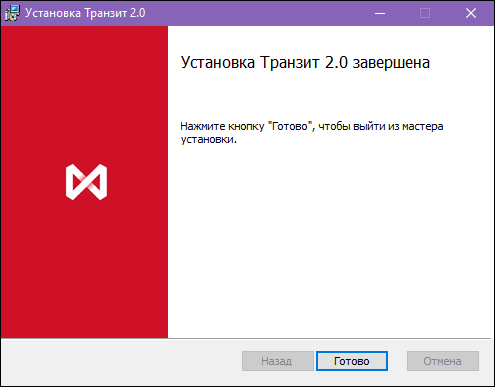 Установка Транзит 2.0
Установка Транзит 2.0 завершена
Нажмите кнопку "Готово", чтобы выйти из мастера
установки.
Назад
Готово
Отмена